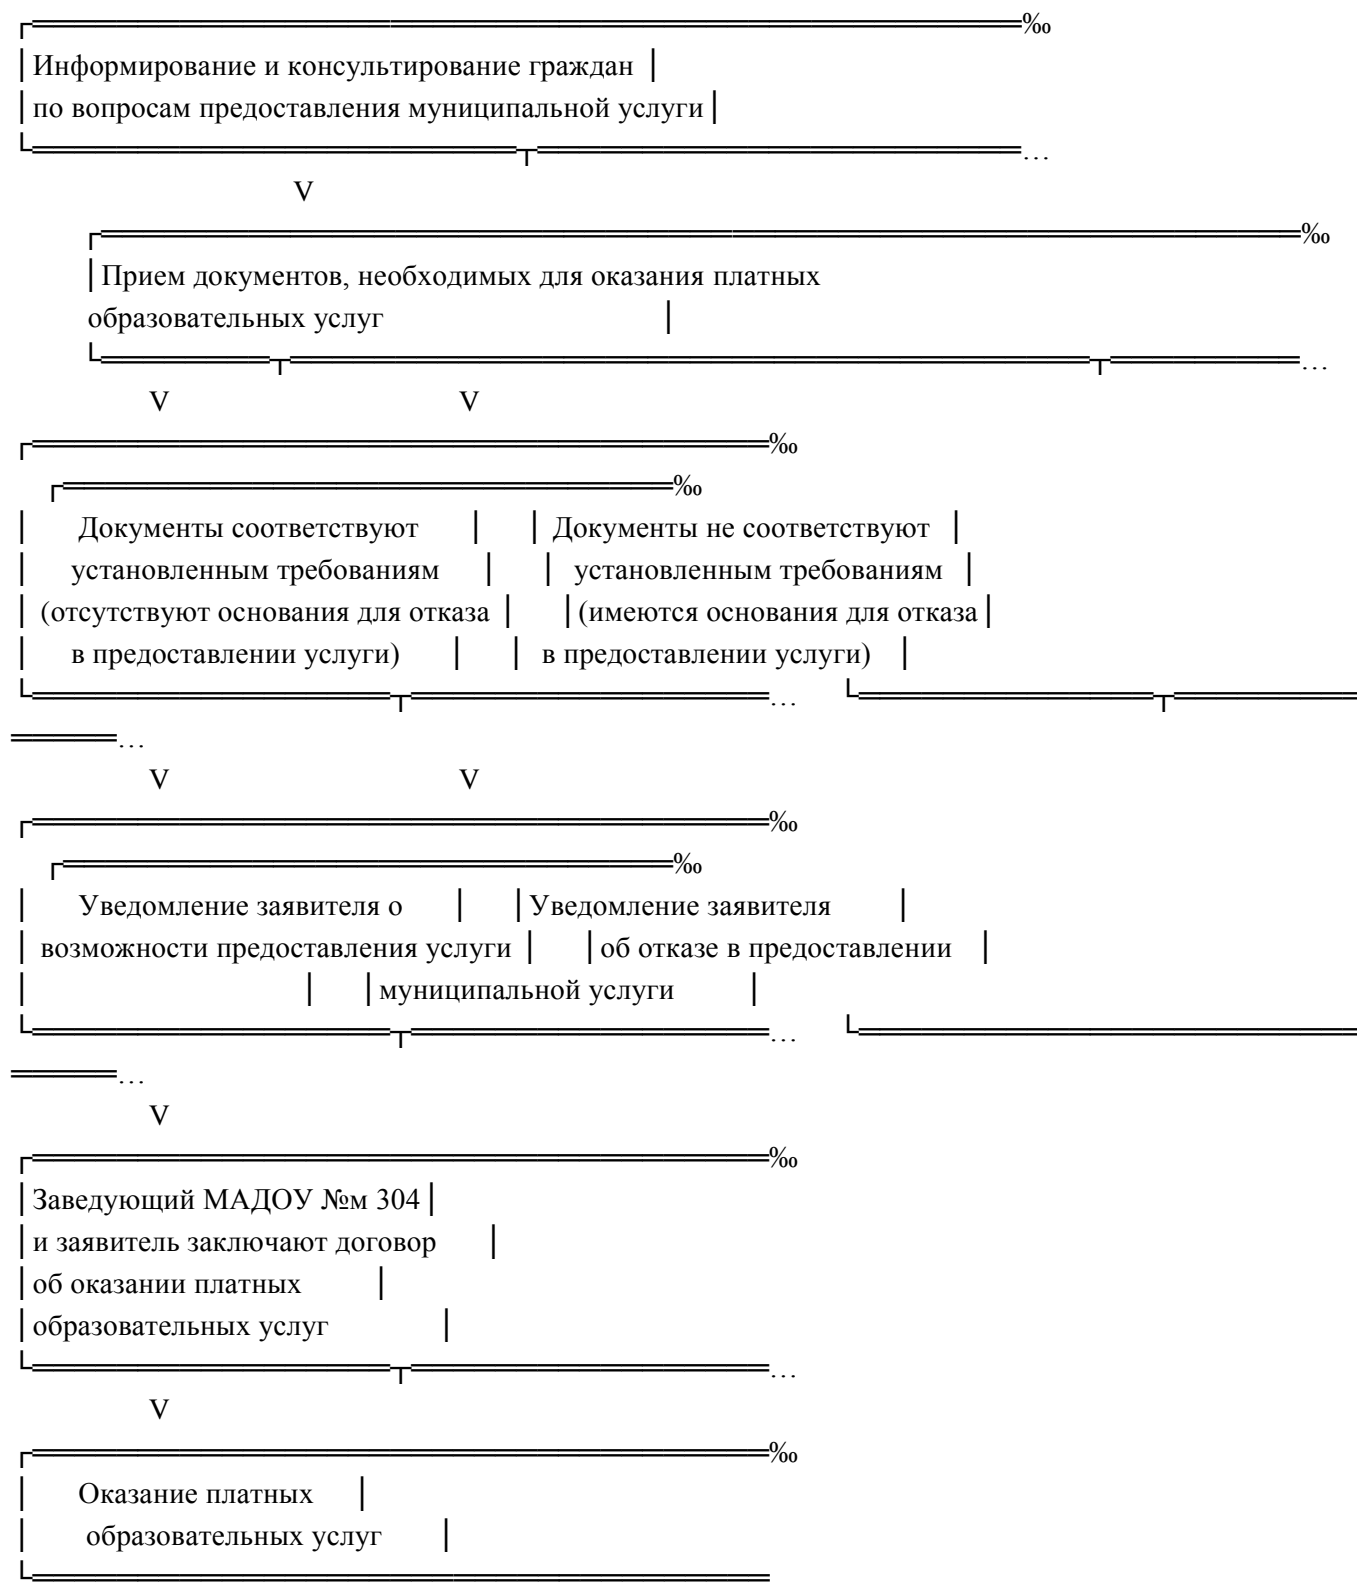 ┌══════════════════════════════════════════════‰
│Информирование и консультирование граждан │
│по вопросам предоставления муниципальной услуги│
└═══════════════════════┬═══════════════════════…
V
┌═════════════════════════════════════════════════════════‰
│Прием документов, необходимых для оказания платных
образовательных услуг │
└════════┬══════════════════════════════════════┬═════════…
V V
┌═══════════════════════════════════‰
┌═════════════════════════════‰
│ Документы соответствуют │ │ Документы не соответствуют │
│ установленным требованиям │ │ установленным требованиям │
│ (отсутствуют основания для отказа │ │(имеются основания для отказа│
│ в предоставлении услуги) │ │ в предоставлении услуги) │
└═════════════════┬═════════════════… └══════════════┬═════════
═════…
V V
┌═══════════════════════════════════‰
┌═════════════════════════════‰
│ Уведомление заявителя о │ │Уведомление заявителя │
│ возможности предоставления услуги │ │об отказе в предоставлении │
│ │ │муниципальной услуги │
└═════════════════┬═════════════════… └════════════════════════
═════…
V
┌═══════════════════════════════════‰
│Заведующий МАДОУ №м 304│
│и заявитель заключают договор │
│об оказании платных │
│образовательных услуг │
└═════════════════┬═════════════════…
V
┌═══════════════════════════════════‰
│ Оказание платных │
│ образовательных услуг │
└═══════════════════════════════════